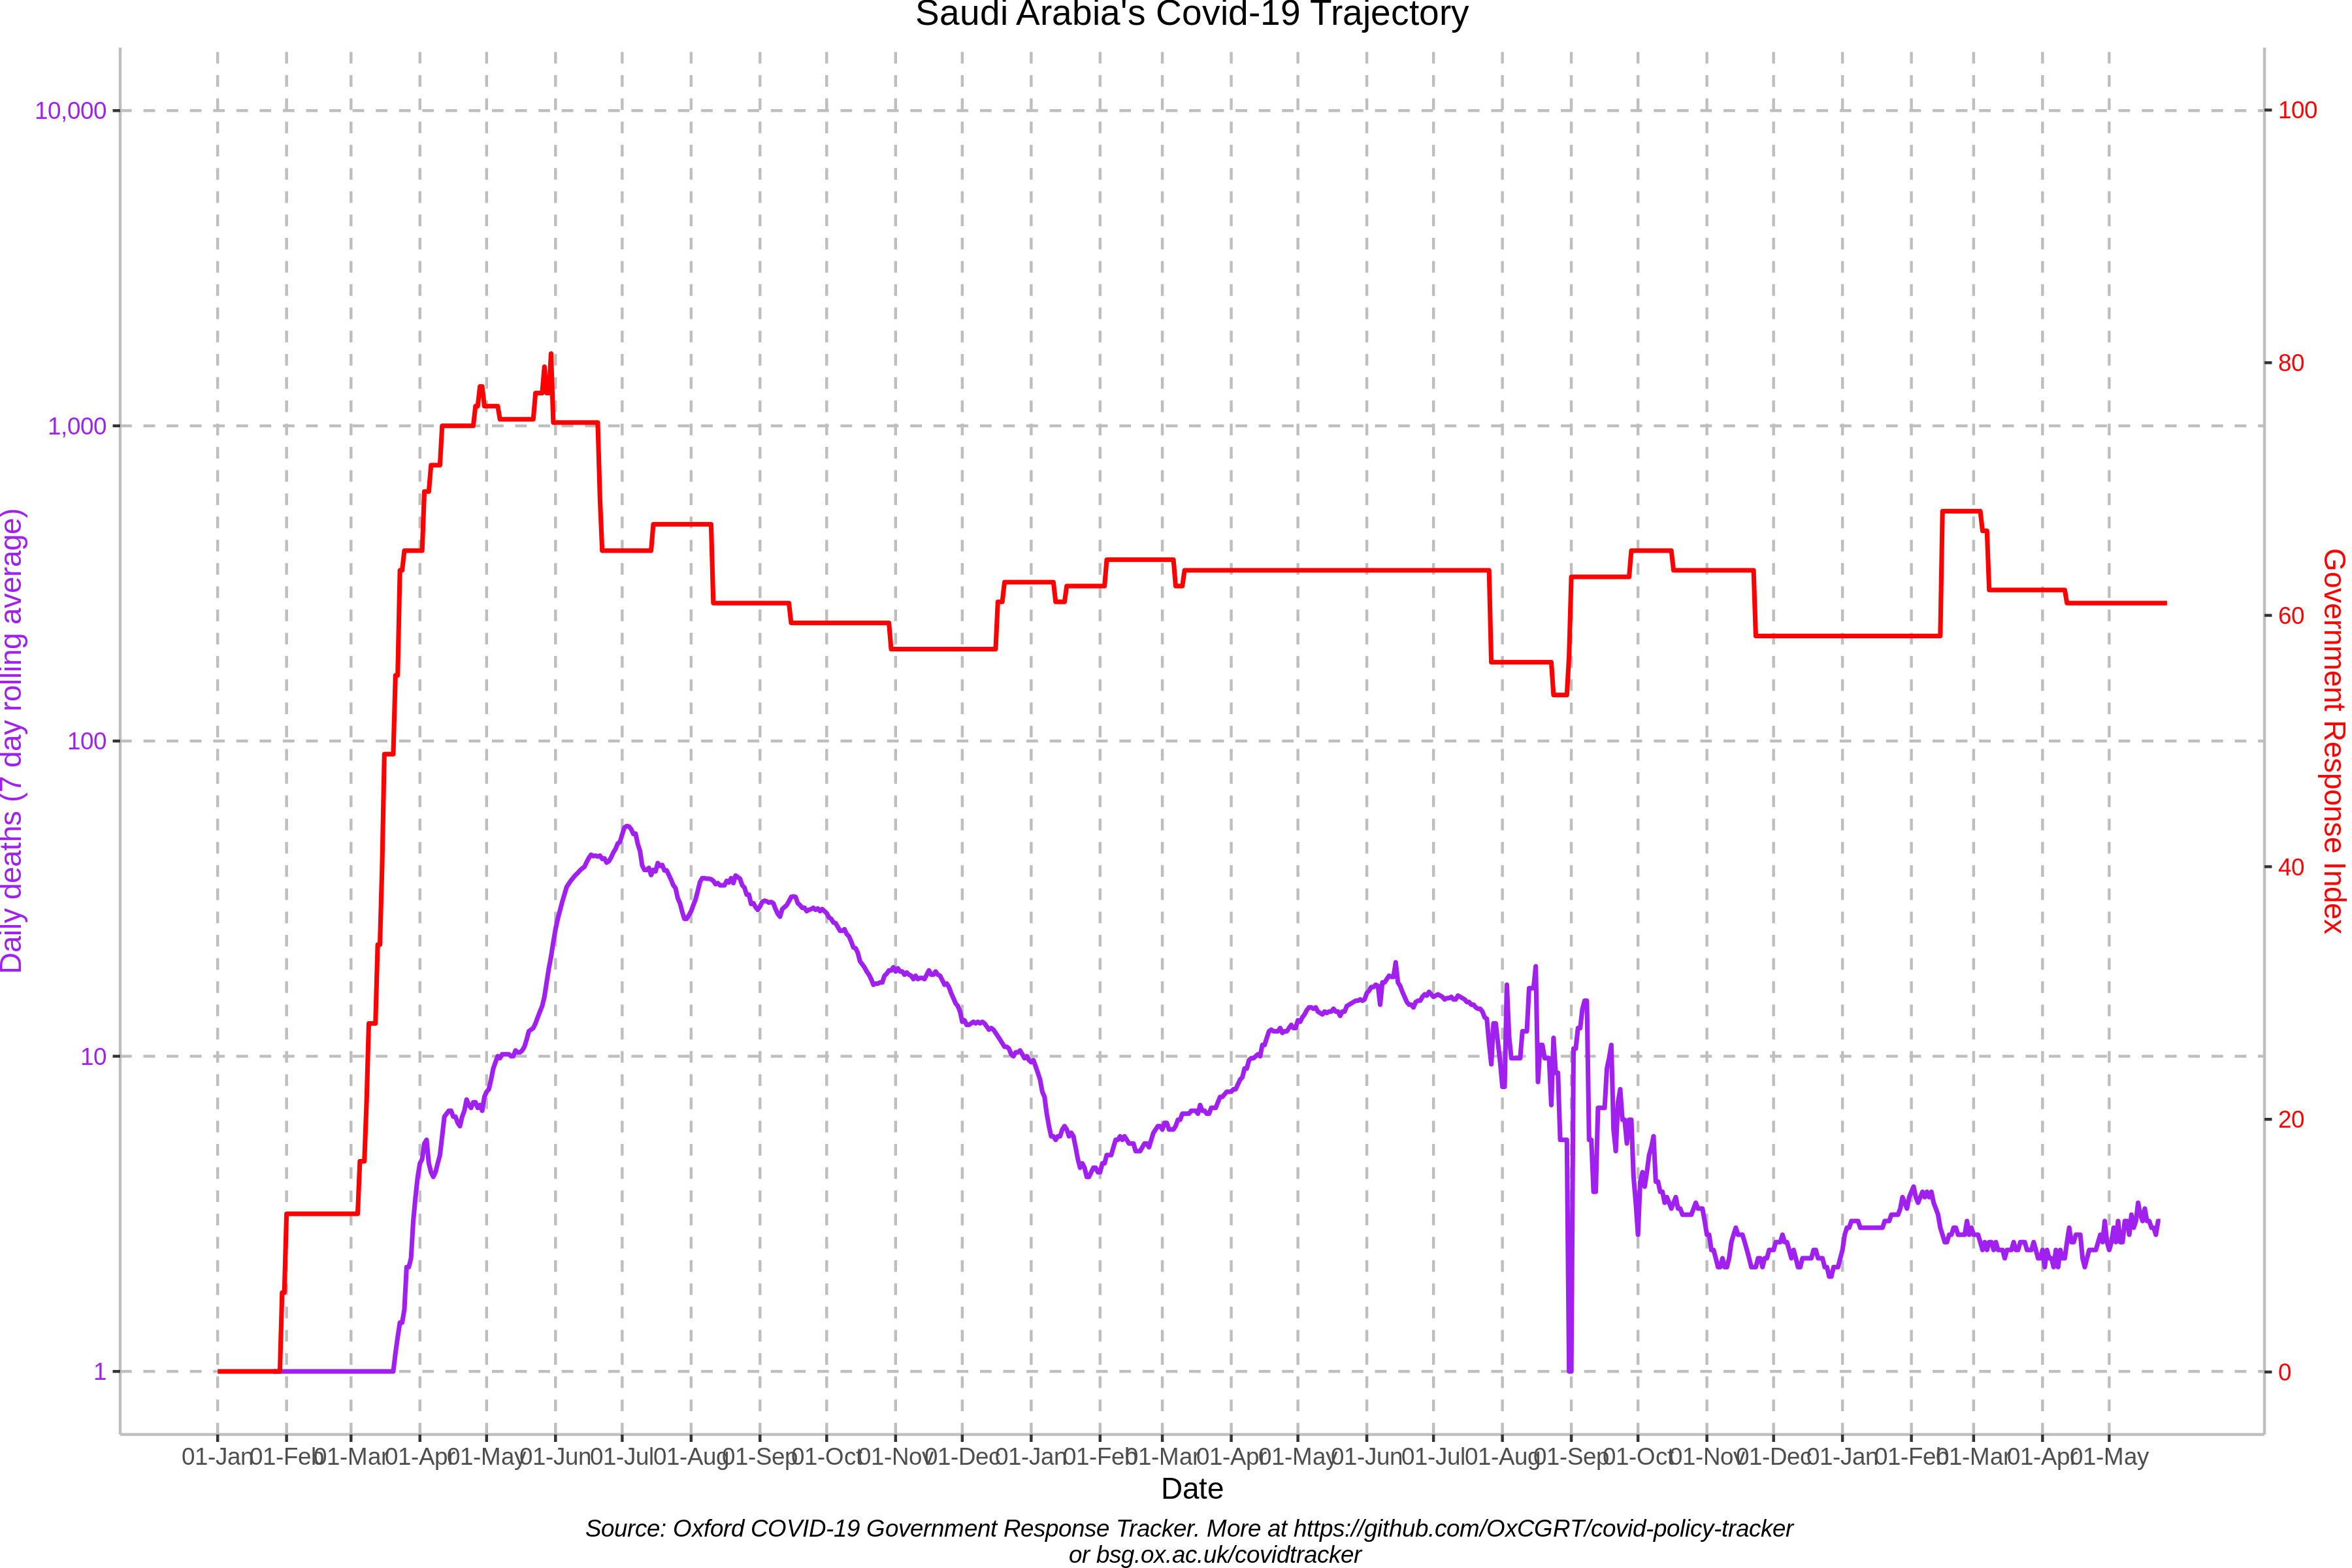 Saudi Arabia's Covid-19 Trajectory
10,000
1,000
100
10
1
Daily deaths (7 day rolling average)
100
80
60
40
20
0
Government Response Index
01-Jan 01-Feb 01-Mar 01-Apr 01-May 01-Jun 01-Jul 01-Aug 01-Sep 01-Oct 01-Nov 01-Dec 01-Jan 01-Feb 01-Mar 01-Apr 01-May 01-Jun 01-Jul 01-Aug 01-Sep 01-Oct 01-Nov 01-Dec 01-Jan 01-Feb 01-Mar 01-Apr 01-May
Date
Source: Oxford COVID-19 Government Response Tracker. More at https://github.com/OxCGRT/covid-policy-tracker
or bsg.ox.ac.uk/covidtracker